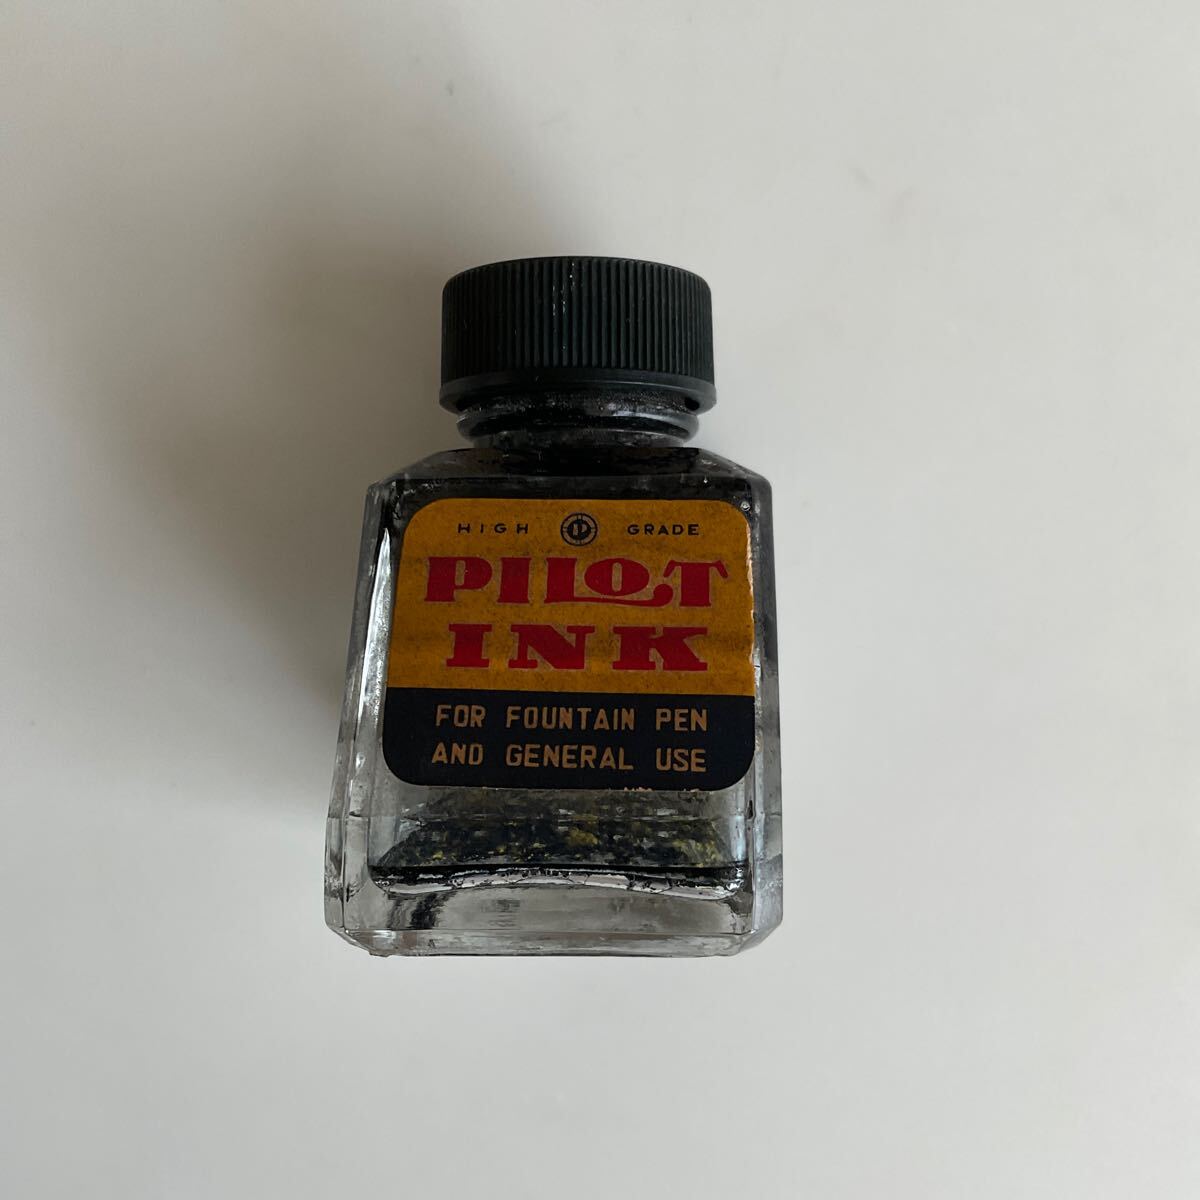 HIGH P GRADE
PILOT
INK
FOR FOUNTAIN PEN
AND GENERAL USE